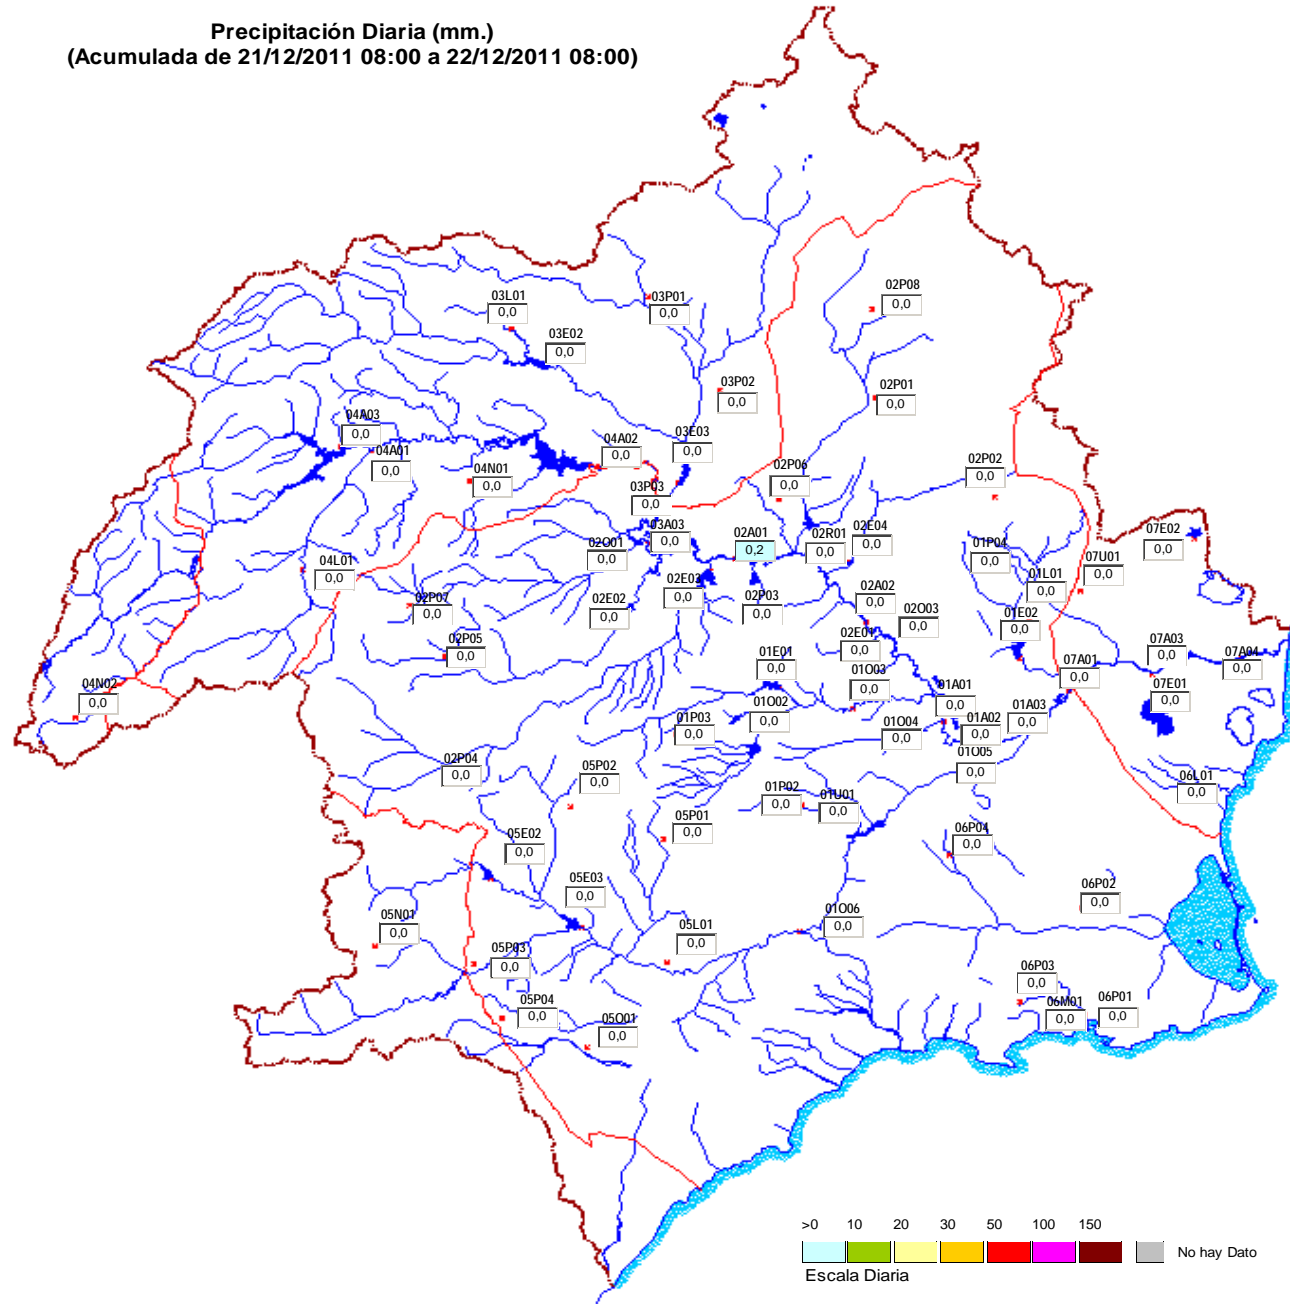 Precipitación Diaria (mm.)
(Acumulada de 21/12/2011 08:00 a 22/12/2011 08:00)
02P08
0,0
03L01
0,0
03P01
0,0
03E02
0,0
03P02
0,0
02P01
0,0
04A03
0,0
04A01
0,0
04A02
0,0
03E03
0,0
04N01
0,0
02P06
0,0
02P02
0,0
03P03
0,0
03A03
0,0
02O01
0,0
02A01
0,2
02R01
0,0
02E04
0,0
01P04
0,0
07E02
0,0
04L01
0,0
07U01
0,0
01L01
0,0
02E03
0,0
02P07
0,0
02E02
0,0
02P03
0,0
02A02
0,0
02O03
0,0
01E02
0,0
02P05
0,0
02E01
0,0
07A03
0,0
07A04
0,0
01E01
0,0
01O03
0,0
07A01
0,0
04N02
0,0
07E01
0,0
01A01
0,0
01O02
0,0
01P03
0,0
01O04
0,0
01A02
0,0
01A03
0,0
01O05
0,0
02P04
0,0
05P02
0,0
06L01
0,0
01P02
0,0
01U01
0,0
05P01
0,0
06P04
0,0
05E02
0,0
05E03
0,0
06P02
0,0
05N01
0,0
05L01
0,0
01O06
0,0
05P03
0,0
06P03
0,0
05P04
0,0
06M01
0,0
06P01
0,0
05O01
0,0
>0 10 20 30 50 100 150
No hay Dato
Escala Diaria